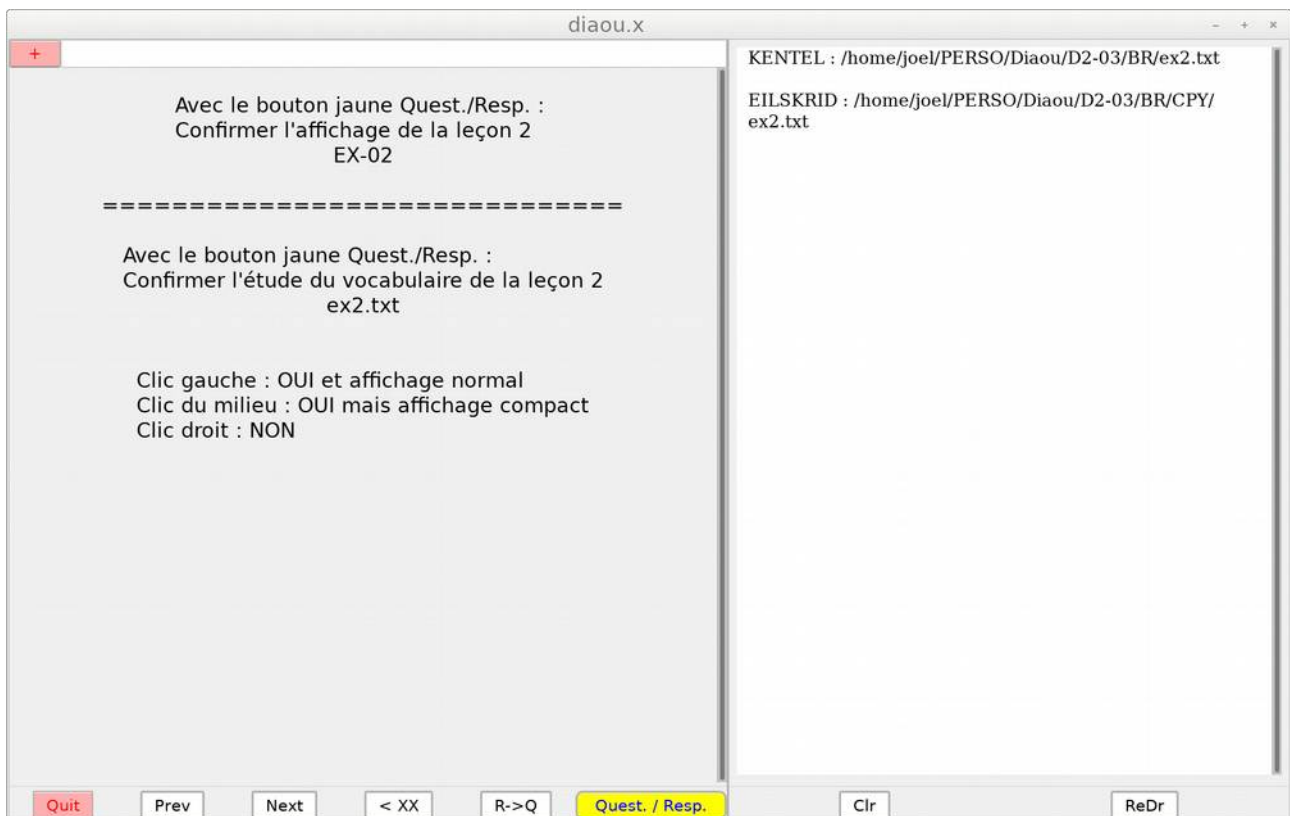 diaou.x
- + ×
+
Avec le bouton jaune Quest./Resp. :
Confirmer l'affichage de la leçon 2
EX-02
==============================
Avec le bouton jaune Quest./Resp. :
Confirmer l'étude du vocabulaire de la leçon 2
ex2.txt
Clic gauche : OUI et affichage normal
Clic du milieu : OUI mais affichage compact
Clic droit : NON
KENTEL : /home/joel/PERSO/Diaou/D2-03/BR/ex2.txt
EILSKRID : /home/joel/PERSO/Diaou/D2-03/BR/CPY/
ex2.txt
Quit Prev Next < XX R->Q Quest. / Resp. Clr ReDr